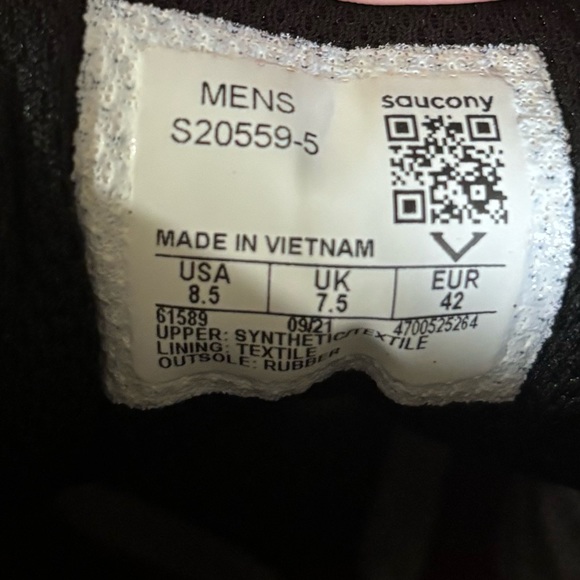 MENS
S20559-5
saucony
MADE IN VIETNAM
USA UK EUR
8.5 7.5 42
61589 09/21 4700525264
UPPER: SYNTHETIC/TEXTILE
LINING: TEXTILE
OUTSOLE: RUBBER